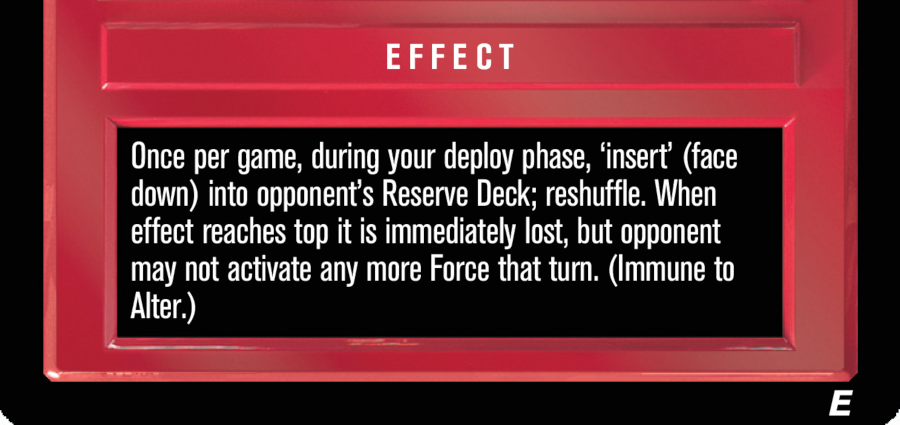 EFFECT
Once per game, during your deploy phase, ‘insert’ (face
down) into opponent’s Reserve Deck; reshuffle. When
effect reaches top it is immediately lost, but opponent
may not activate any more Force that turn. (Immune to
Alter.)
E